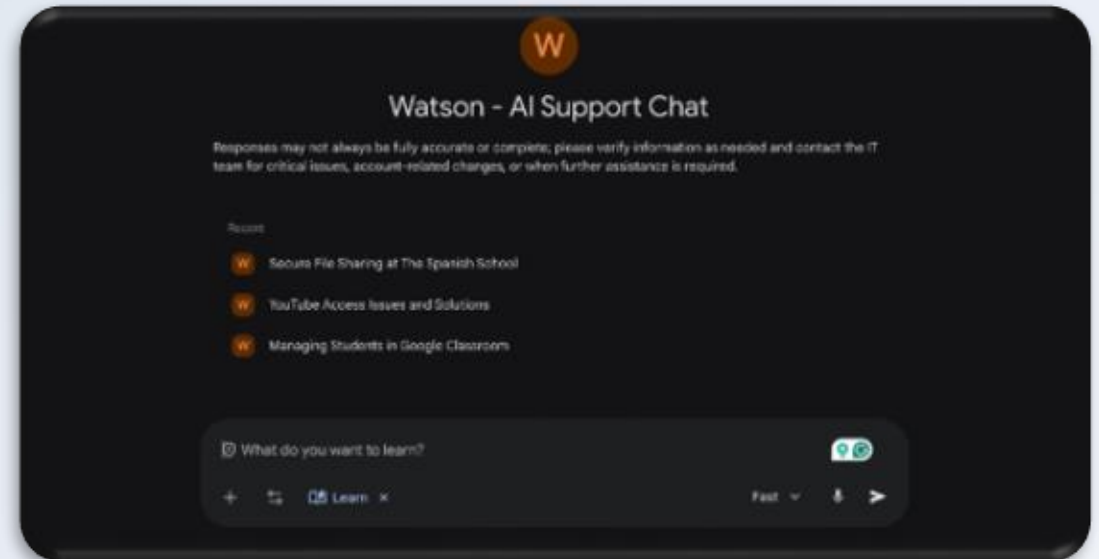 W
Watson - AI Support Chat
Responses may not always be fully accurate or complete; please verify information as needed and contact the IT
team for critical issues, account-related changes, or when further assistance is required.
Recent
W Secure File Sharing at The Spanish School
W YouTube Access Issues and Solutions
W Managing Students in Google Classroom
What do you want to learn?
Learn × Fast